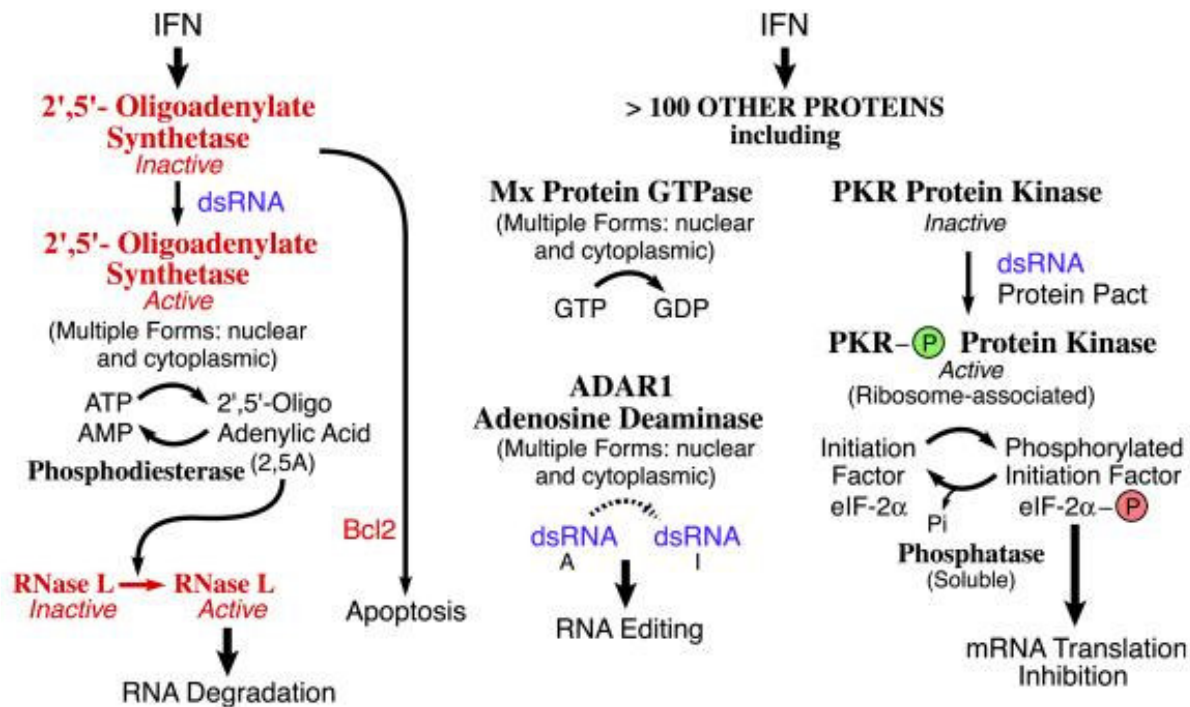 IFN
2',5'- Oligoadenylate
Synthetase
Inactive
dsRNA
2',5'- Oligoadenylate
Synthetase
Active
(Multiple Forms: nuclear
and cytoplasmic)
ATP
2',5'-Oligo
AMP
Adenylic Acid
Phosphodiesterase (2,5A)
RNase L
RNase L
Inactive
Active
RNA Degradation
Bcl2
Apoptosis
IFN
> 100 OTHER PROTEINS
including
Mx Protein GTPase
(Multiple Forms: nuclear
and cytoplasmic)
GTP
GDP
ADAR1
Adenosine Deaminase
(Multiple Forms: nuclear
and cytoplasmic)
dsRNA
dsRNA
A
I
RNA Editing
PKR Protein Kinase
Inactive
dsRNA
Protein Pact
PKR–P Protein Kinase
Active
(Ribosome-associated)
Initiation
Factor
eIF-2α
Phosphorylated
Initiation Factor
eIF-2α–P
Pi
Phosphatase
(Soluble)
mRNA Translation
Inhibition